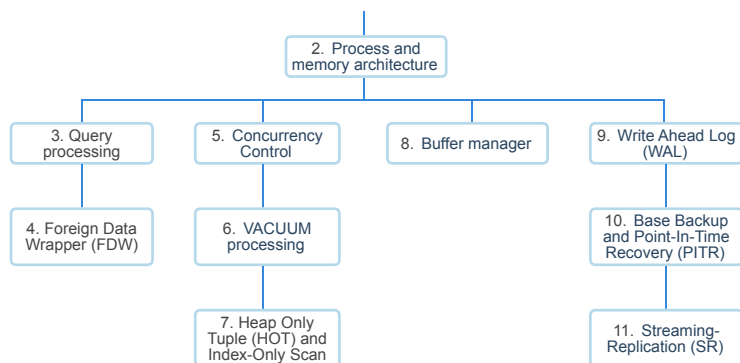 2. Process and
memory architecture
3. Query
processing
5. Concurrency
Control
8. Buffer manager
9. Write Ahead Log
(WAL)
4. Foreign Data
Wrapper (FDW)
6. VACUUM
processing
10. Base Backup
and Point-In-Time
Recovery (PITR)
7. Heap Only
Tuple (HOT) and
Index-Only Scan
11. Streaming-
Replication (SR)